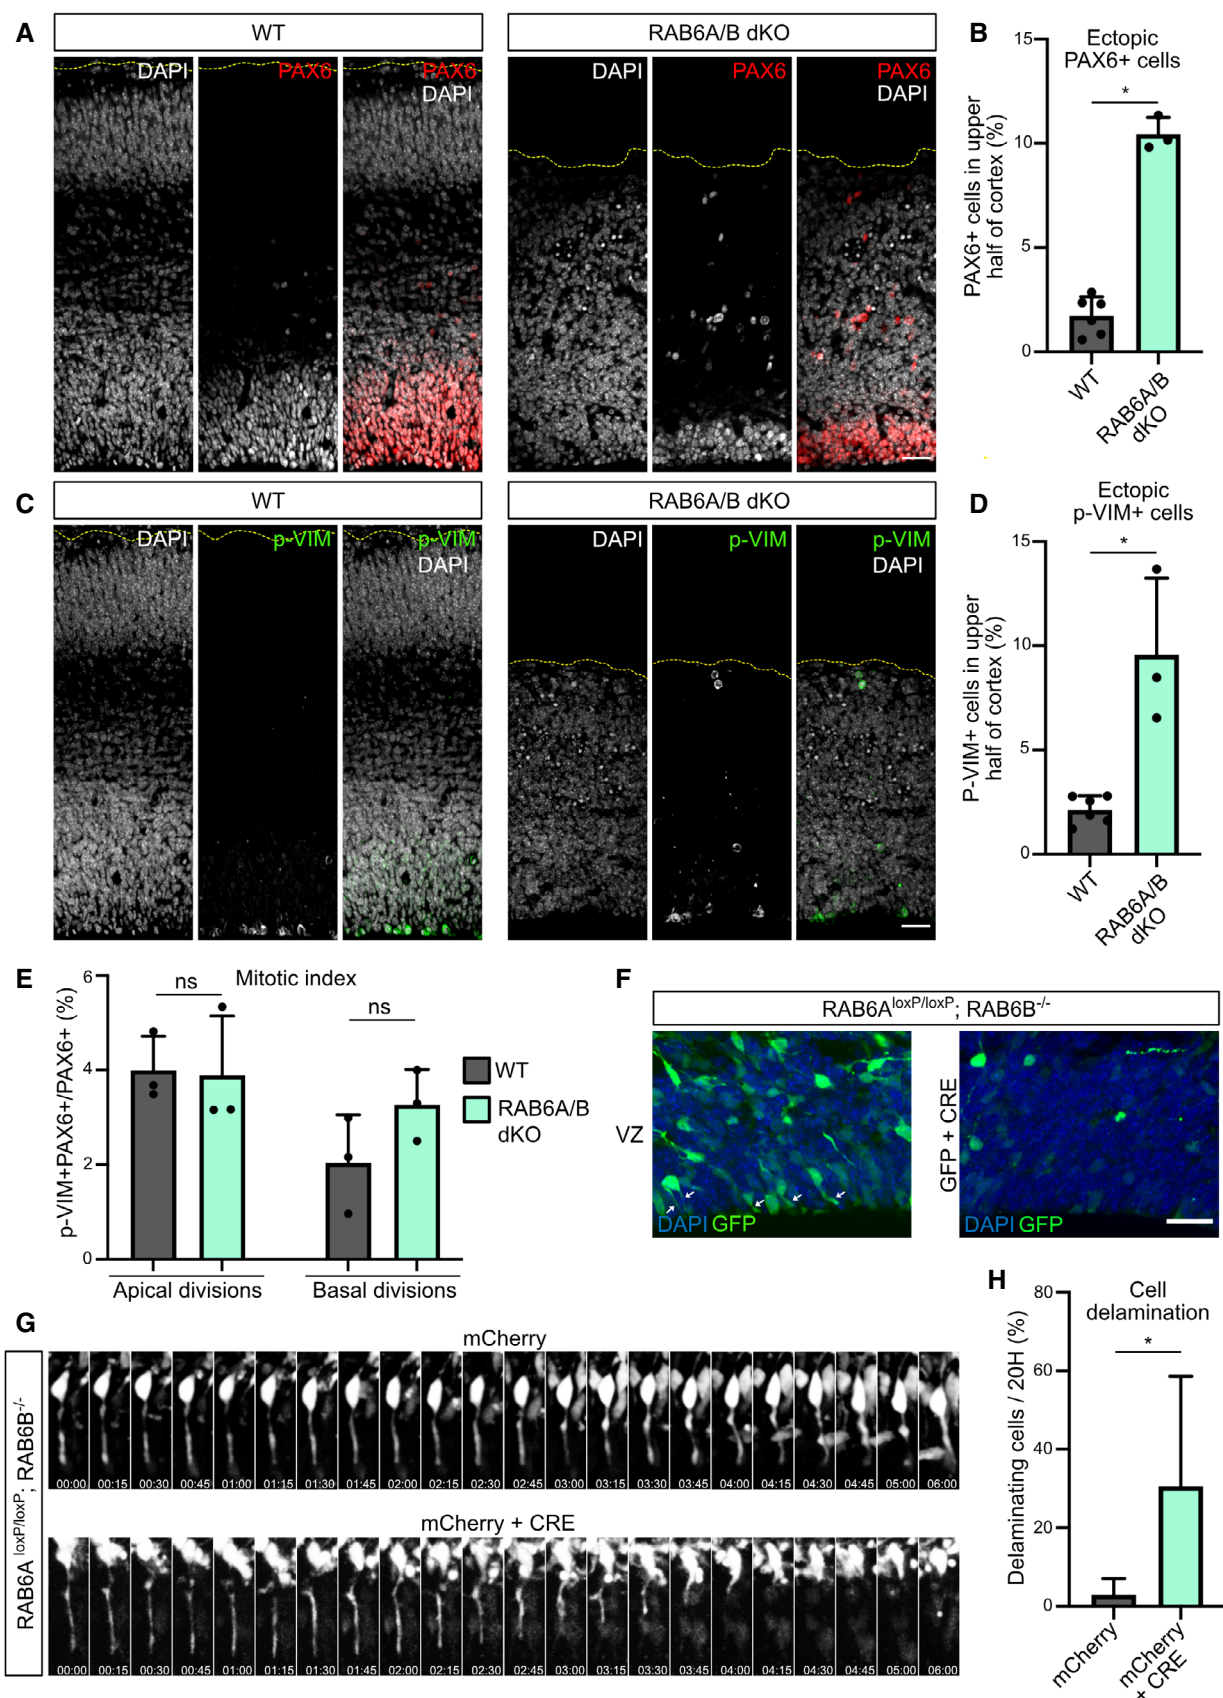 A
WT
RAB6A/B dKO
DAPI
PAX6
PAX6
DAPI
DAPI
PAX6
PAX6
DAPI
B
Ectopic
PAX6+ cells
*
PAX6+ cells in upper
half of cortex (%)
15
10
5
0
WT
RAB6A/B
dKO
C
WT
RAB6A/B dKO
DAPI
p-VIM
p-VIM
DAPI
DAPI
p-VIM
p-VIM
DAPI
D
Ectopic
p-VIM+ cells
*
P-VIM+ cells in upper
half of cortex (%)
15
10
5
0
WT
RAB6A/B
dKO
E
Mitotic index
ns
ns
p-VIM+PAX6+/PAX6+ (%)
6
4
2
0
Apical divisions
Basal divisions
WT
RAB6A/B
dKO
F
RAB6A^loxP/loxP; RAB6B^-/-
VZ
DAPI GFP
GFP + CRE
DAPI GFP
G
RAB6A^loxP/loxP; RAB6B^-/-
mCherry
00:00 00:15 00:30 00:45 01:00 01:15 01:30 01:45 02:00 02:15 02:30 02:45 03:00 03:15 03:30 03:45 04:00 04:15 04:30 04:45 05:00 06:00
mCherry + CRE
00:00 00:15 00:30 00:45 01:00 01:15 01:30 01:45 02:00 02:15 02:30 02:45 03:00 03:15 03:30 03:45 04:00 04:15 04:30 04:45 05:00 06:00
H
Cell
delamination
*
Delaminating cells / 20H (%)
80
60
40
20
0
mCherry
mCherry
+ CRE